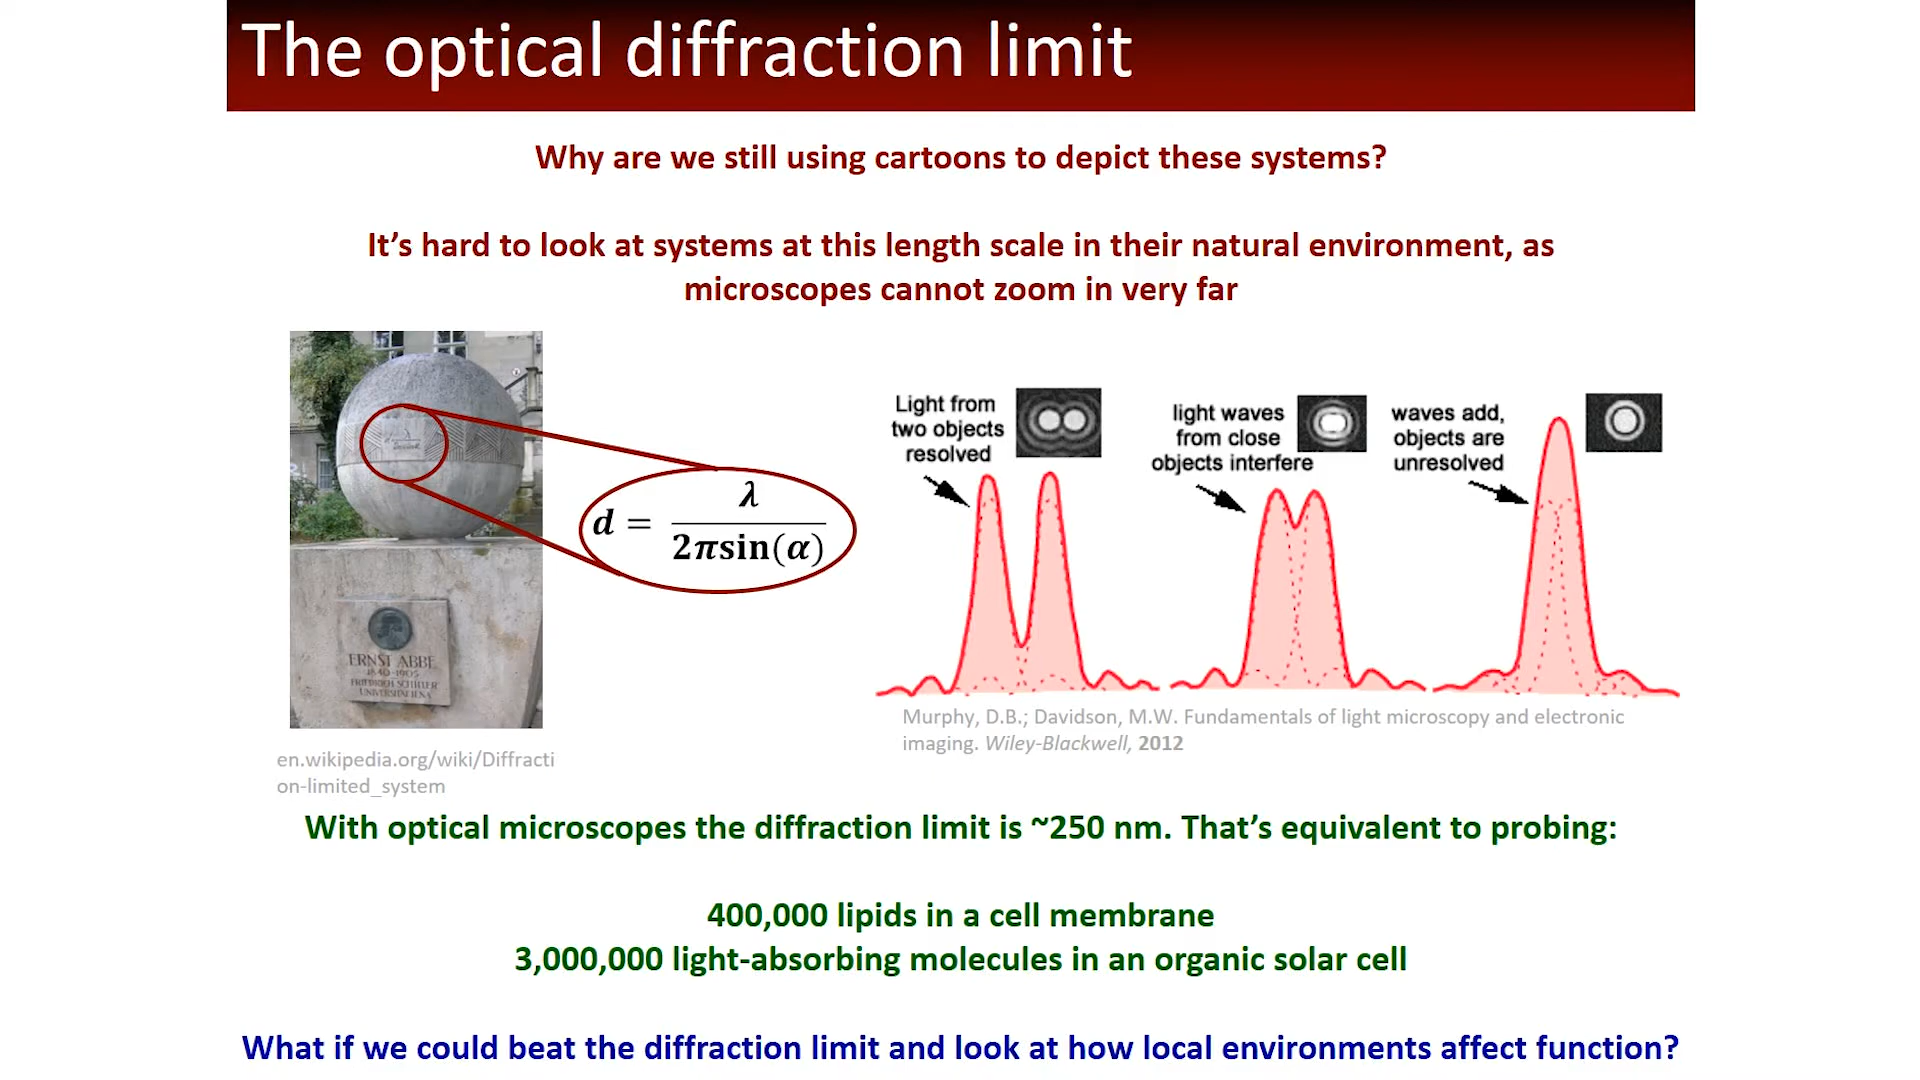 The optical diffraction limit
Why are we still using cartoons to depict these systems?
It's hard to look at systems at this length scale in their natural environment, as
microscopes cannot zoom in very far
d = λ / 2πsin(α)
ERNST ABBE
1840-1905
FRIEDRICH SCHILLER
UNIVERSITÄT JENA
en.wikipedia.org/wiki/Diffracti
on-limited_system
Light from
two objects
resolved
light waves
from close
objects interfere
waves add,
objects are
unresolved
Murphy, D.B.; Davidson, M.W. Fundamentals of light microscopy and electronic
imaging. Wiley-Blackwell, 2012
With optical microscopes the diffraction limit is ~250 nm. That's equivalent to probing:
400,000 lipids in a cell membrane
3,000,000 light-absorbing molecules in an organic solar cell
What if we could beat the diffraction limit and look at how local environments affect function?